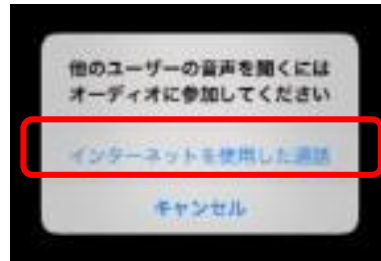 他のユーザーの音声を聞くには
オーディオに参加してください
インターネットを使用した通話
キャンセル